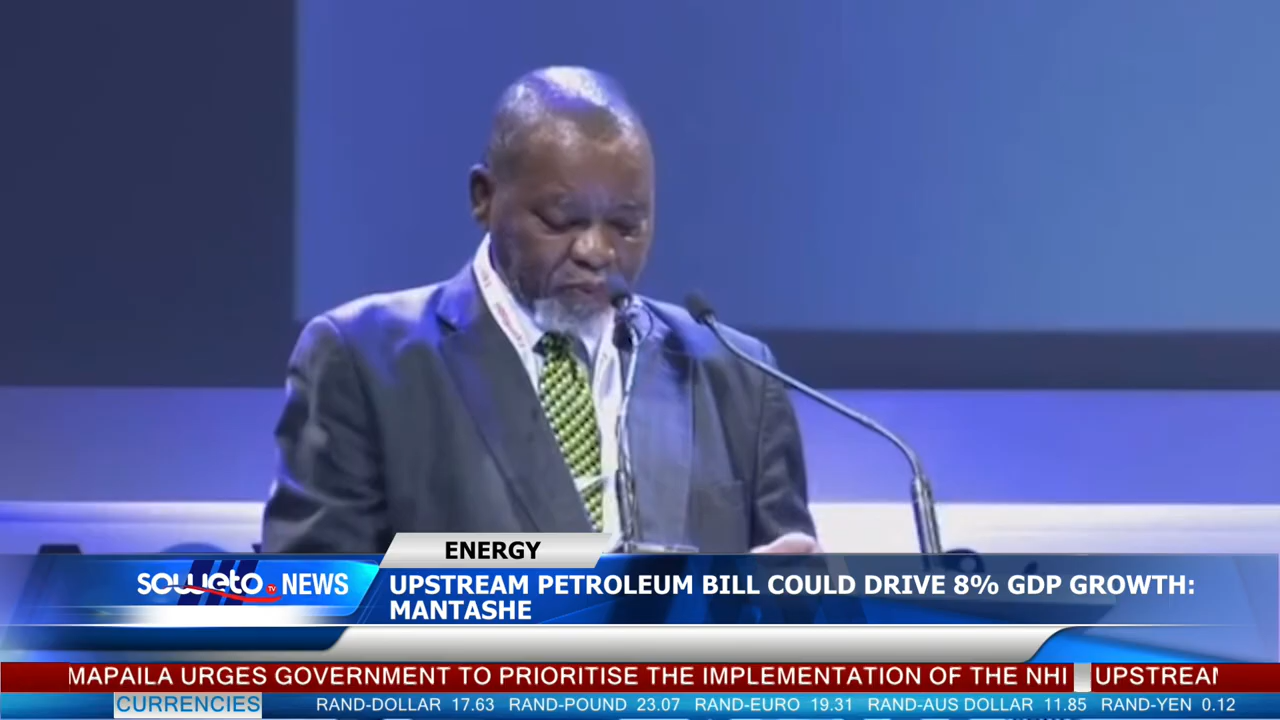 ENERGY
soweto TV NEWS
UPSTREAM PETROLEUM BILL COULD DRIVE 8% GDP GROWTH:
MANTASHE
MAPAILA URGES GOVERNMENT TO PRIORITISE THE IMPLEMENTATION OF THE NHI
CURRENCIES RAND-DOLLAR 17.63 RAND-POUND 23.07 RAND-EURO 19.31 RAND-AUS DOLLAR 11.85 RAND-YEN 0.12